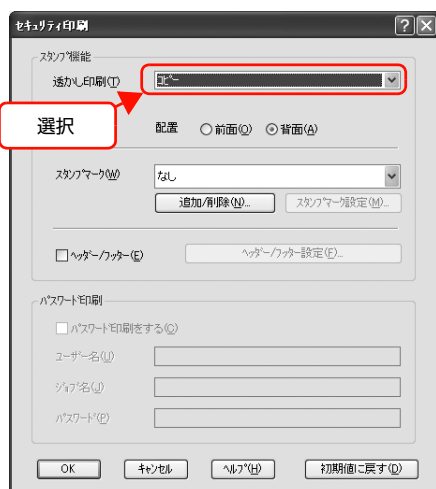 セキュリティ印刷
スタンプ機能
透かし印刷(T)
コピー
選択
配置 前面(O) 背面(A)
スタンプマーク(W) なし
追加/削除(N)... スタンプマーク設定(M)...
ヘッダー/フッター(E) ヘッダー/フッター設定(F)...
パスワード印刷
パスワード印刷をする(C)
ユーザー名(U)
ジョブ名(J)
パスワード(P)
OK キャンセル ヘルプ(H) 初期値に戻す(D)